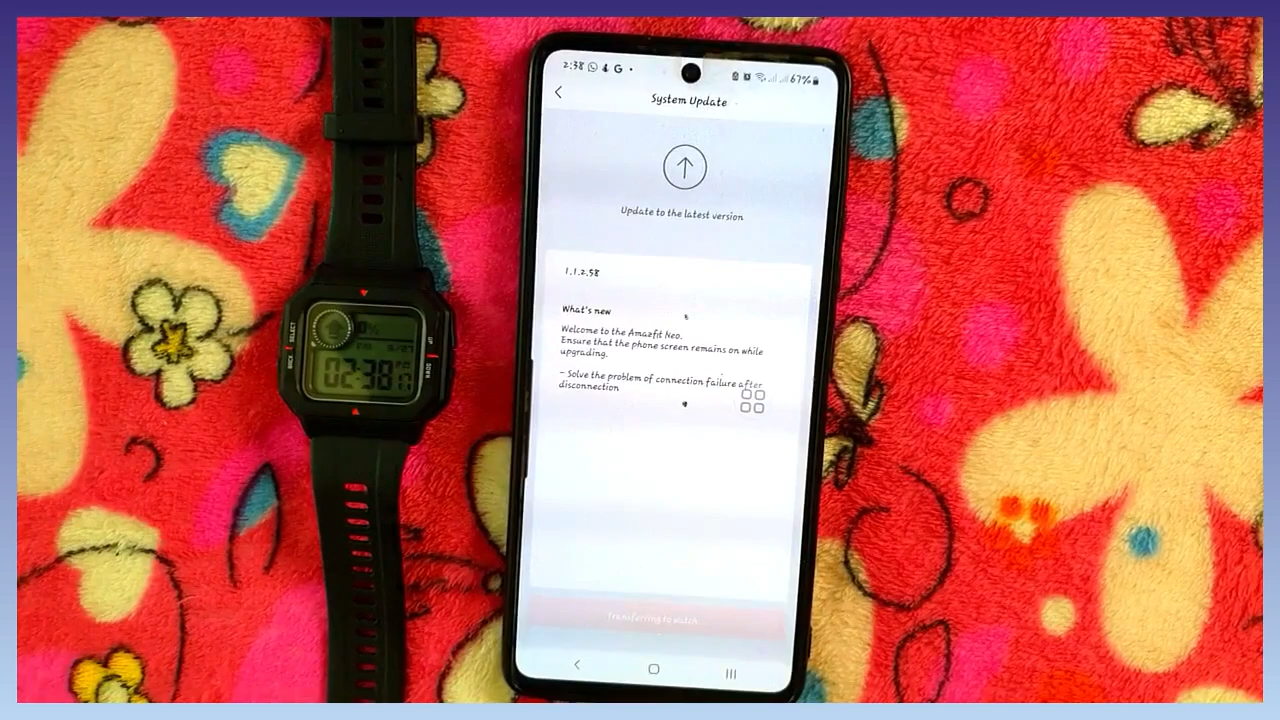 2:38
67%
System Update
Update to the latest version
1.1.2.58
What's new
Welcome to the Amazfit Neo.
Ensure that the phone screen remains on while
upgrading.
- Solve the problem of connection failure after
disconnection
Transferring to watch
SELECT
BACK
UP
DOWN
02:38